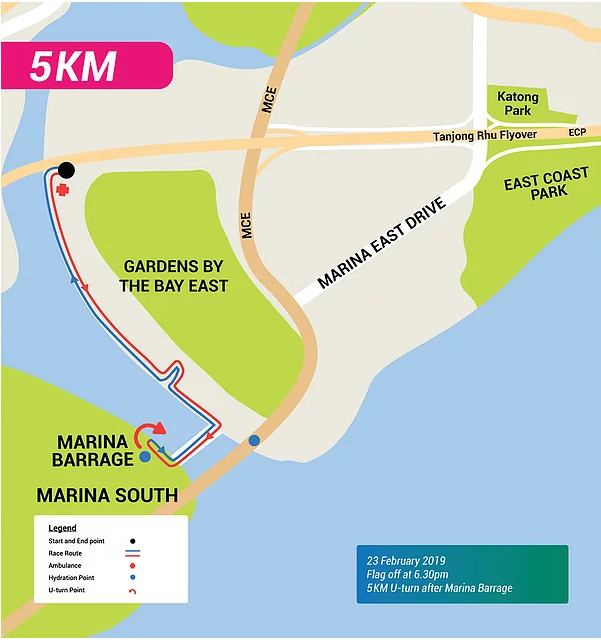 5KM
MCE
Katong
Park
Tanjong Rhu Flyover
ECP
EAST COAST
PARK
MCE
MARINA EAST DRIVE
GARDENS BY
THE BAY EAST
MARINA
BARRAGE
MARINA SOUTH
Legend
Start and End point
Race Route
Ambulance
Hydration Point
U-turn Point
23 February 2019
Flag off at 6.30pm
5KM U-turn after Marina Barrage